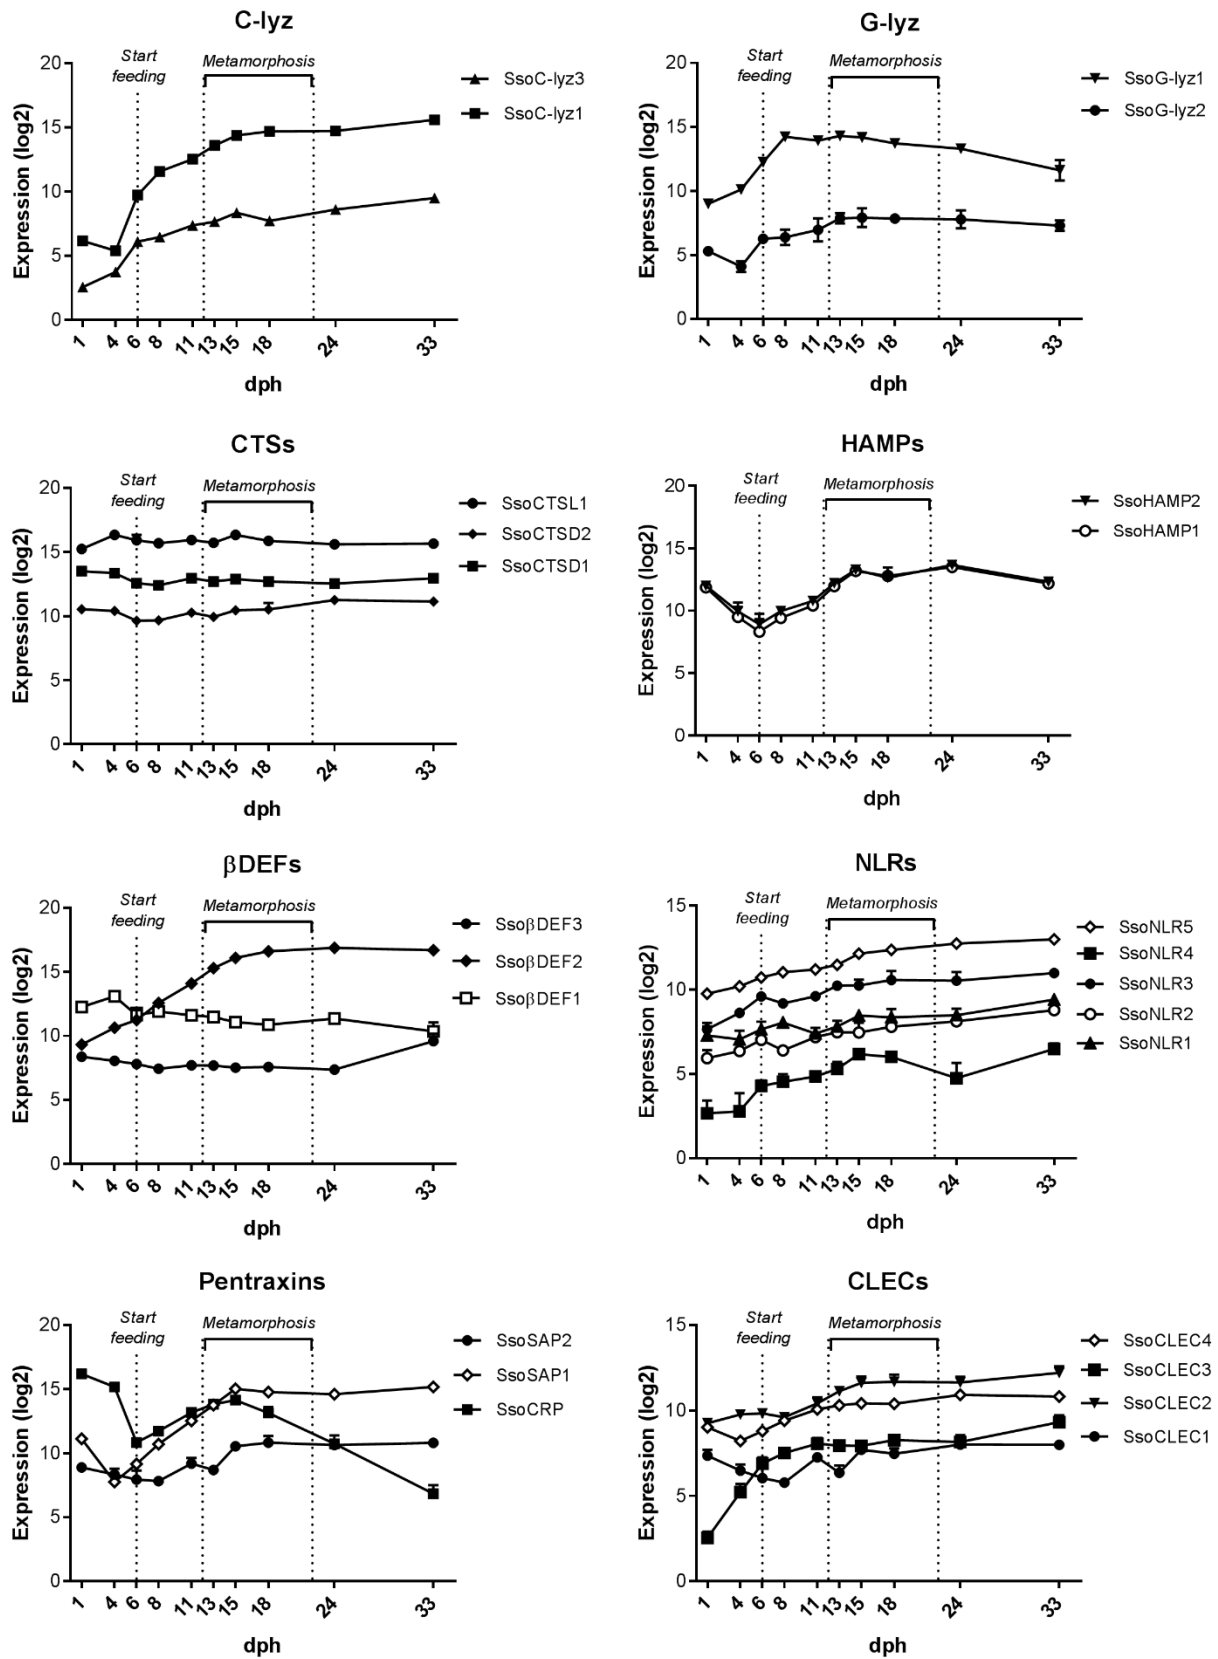 C-lyz
Start
feeding
Metamorphosis
SsoC-lyz3
SsoC-lyz1
Expression (log2)
20
15
10
5
0
1 4 6 8 11 13 15 18 24 33
dph
G-lyz
Start
feeding
Metamorphosis
SsoG-lyz1
SsoG-lyz2
Expression (log2)
20
15
10
5
0
1 4 6 8 11 13 15 18 24 33
dph
CTSs
Start
feeding
Metamorphosis
SsoCTSL1
SsoCTSD2
SsoCTSD1
Expression (log2)
20
15
10
5
0
1 4 6 8 11 13 15 18 24 33
dph
HAMPs
Start
feeding
Metamorphosis
SsoHAMP2
SsoHAMP1
Expression (log2)
20
15
10
5
0
1 4 6 8 11 13 15 18 24 33
dph
βDEFs
Start
feeding
Metamorphosis
SsoβDEF3
SsoβDEF2
SsoβDEF1
Expression (log2)
20
15
10
5
0
1 4 6 8 11 13 15 18 24 33
dph
NLRs
Start
feeding
Metamorphosis
SsoNLR5
SsoNLR4
SsoNLR3
SsoNLR2
SsoNLR1
Expression (log2)
15
10
5
0
1 4 6 8 11 13 15 18 24 33
dph
Pentraxins
Start
feeding
Metamorphosis
SsoSAP2
SsoSAP1
SsoCRP
Expression (log2)
20
15
10
5
0
1 4 6 8 11 13 15 18 24 33
dph
CLECs
Start
feeding
Metamorphosis
SsoCLEC4
SsoCLEC3
SsoCLEC2
SsoCLEC1
Expression (log2)
15
10
5
0
1 4 6 8 11 13 15 18 24 33
dph